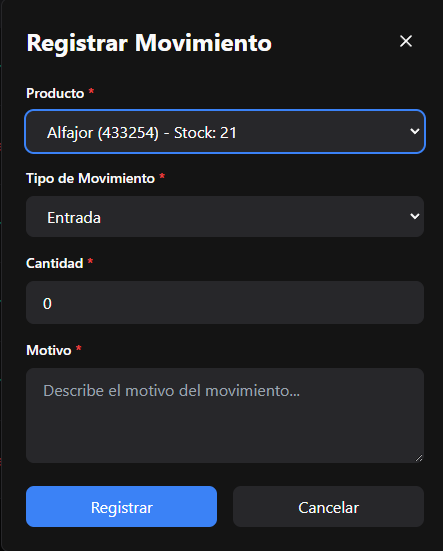 Registrar Movimiento
Producto *
Alfajor (433254) - Stock: 21
Tipo de Movimiento *
Entrada
Cantidad *
0
Motivo *
Describe el motivo del movimiento...
Registrar Cancelar